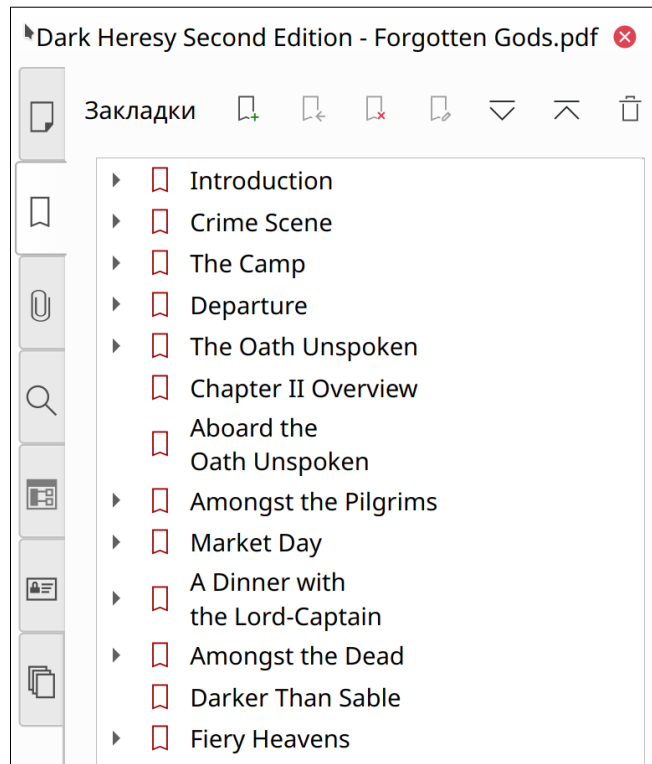 Dark Heresy Second Edition - Forgotten Gods.pdf
Закладки
Introduction
Crime Scene
The Camp
Departure
The Oath Unspoken
Chapter II Overview
Aboard the
Oath Unspoken
Amongst the Pilgrims
Market Day
A Dinner with
the Lord-Captain
Amongst the Dead
Darker Than Sable
Fiery Heavens